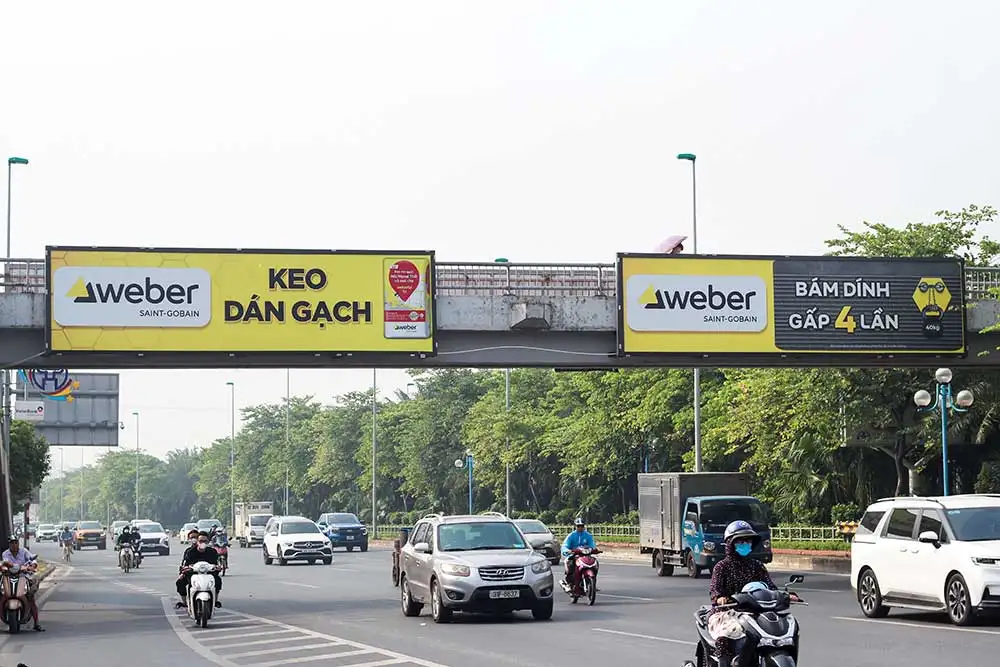 weber
SAINT-GOBAIN
KEO
DÁN GẠCH
weber
weber
SAINT-GOBAIN
BÁM DÍNH
GẤP 4 LẦN
40kg